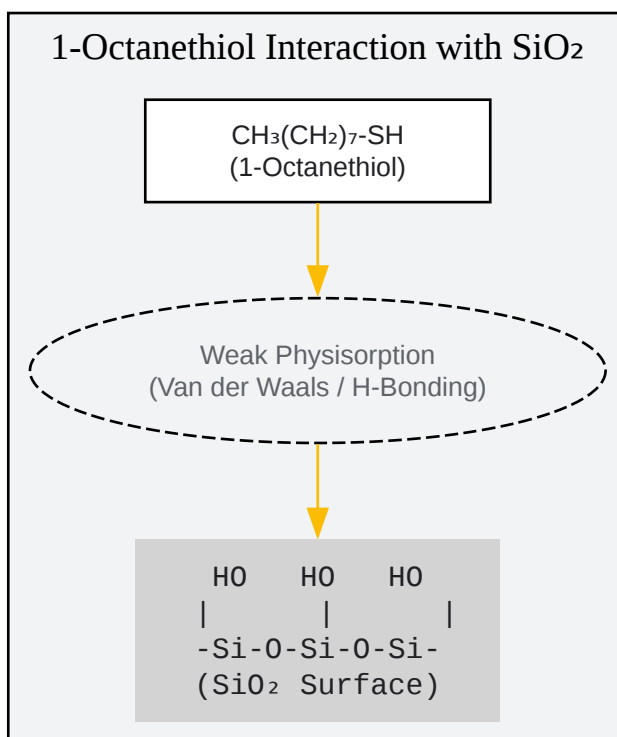 1-Octanethiol Interaction with SiO₂
CH₃(CH₂)₇-SH
(1-Octanethiol)
Weak Physisorption
(Van der Waals / H-Bonding)
HO   HO   HO
|       |       |
-Si-O-Si-O-Si-
(SiO₂ Surface)